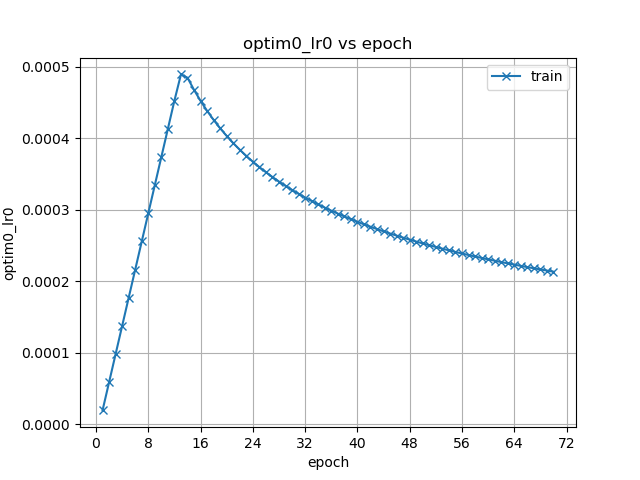 optim0_lr0 vs epoch
optim0_lr0
0.0005
0.0004
0.0003
0.0002
0.0001
0.0000
train
0 8 16 24 32 40 48 56 64 72
epoch